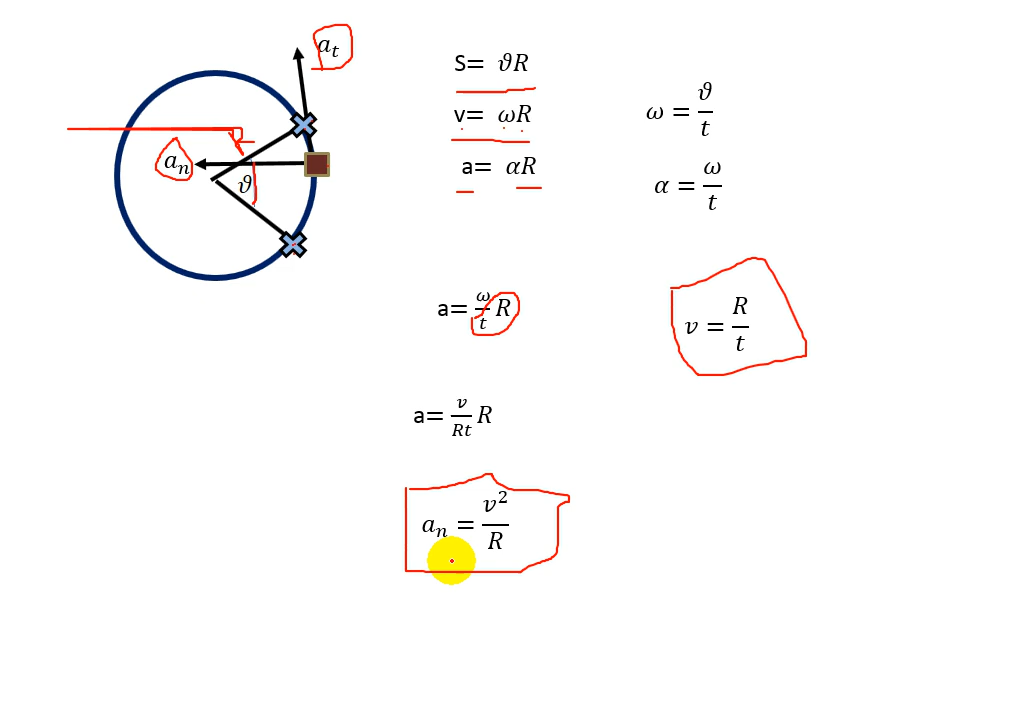 a_t
S= ϑR
v= ωR
ω = ϑ/t
a_n
a= αR
ϑ
α = ω/t
a= ω/t R
v = R/t
a= v/Rt R
a_n = v²/R